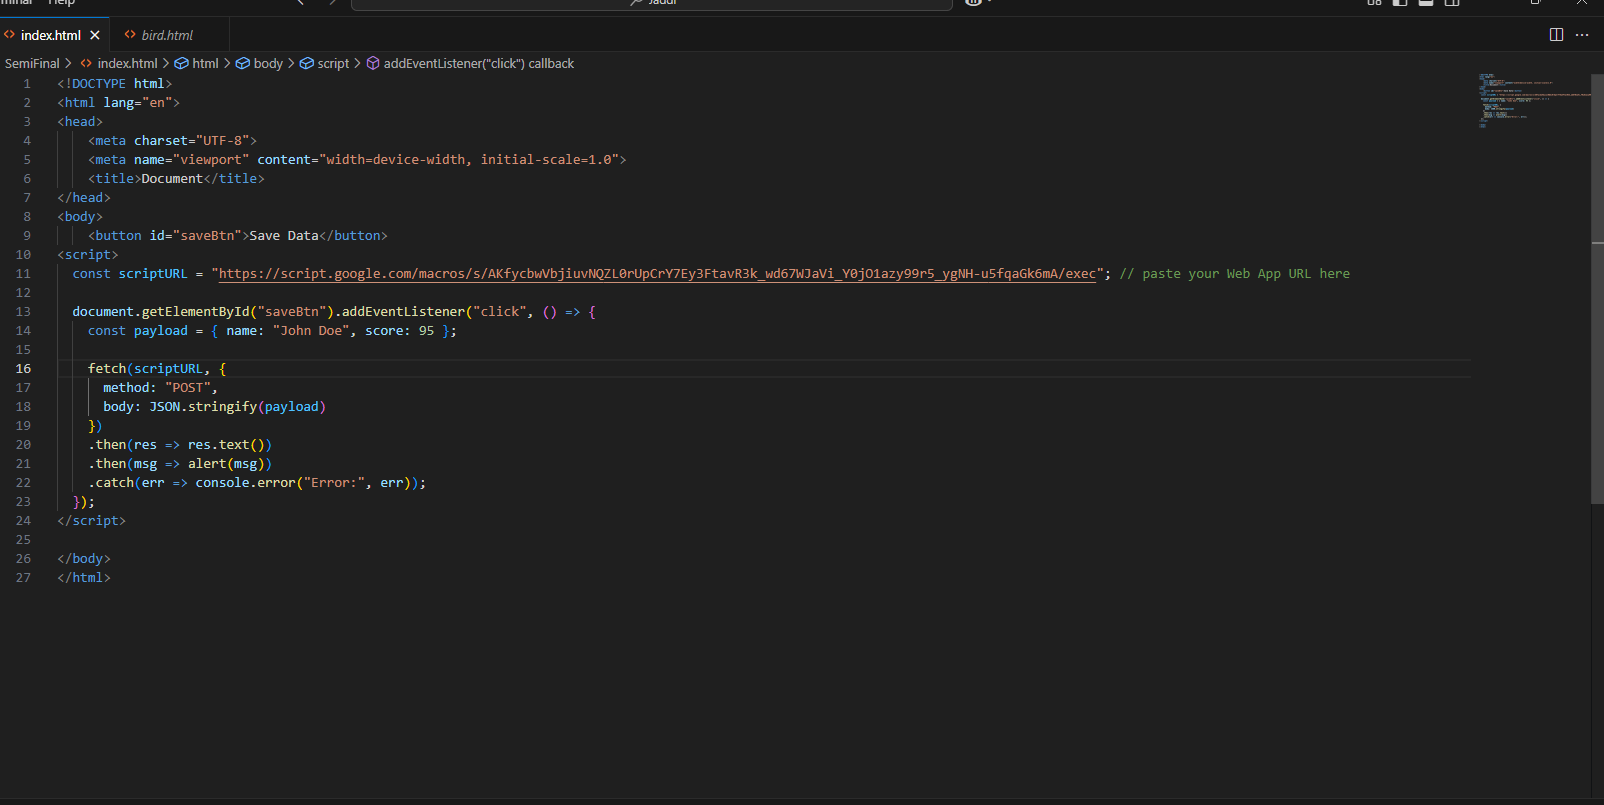 Help
index.html
bird.html
SemiFinal > index.html > html > body > script > addEventListener("click") callback
1 <!DOCTYPE html>
2 <html lang="en">
3 <head>
4 <meta charset="UTF-8">
5 <meta name="viewport" content="width=device-width, initial-scale=1.0">
6 <title>Document</title>
7 </head>
8 <body>
9 <button id="saveBtn">Save Data</button>
10 <script>
11 const scriptURL = "https://script.google.com/macros/s/AKfycbwVbjiuvNQZL0rUpCrY7Ey3FtavR3k_wd67WJaVi_Y0jO1azy99r5_ygNH-u5fqaGk6mA/exec"; // paste your Web App URL here
12
13 document.getElementById("saveBtn").addEventListener("click", () => {
14 const payload = { name: "John Doe", score: 95 };
15
16 fetch(scriptURL, {
17 method: "POST",
18 body: JSON.stringify(payload)
19 })
20 .then(res => res.text())
21 .then(msg => alert(msg))
22 .catch(err => console.error("Error:", err));
23 });
24 </script>
25
26 </body>
27 </html>